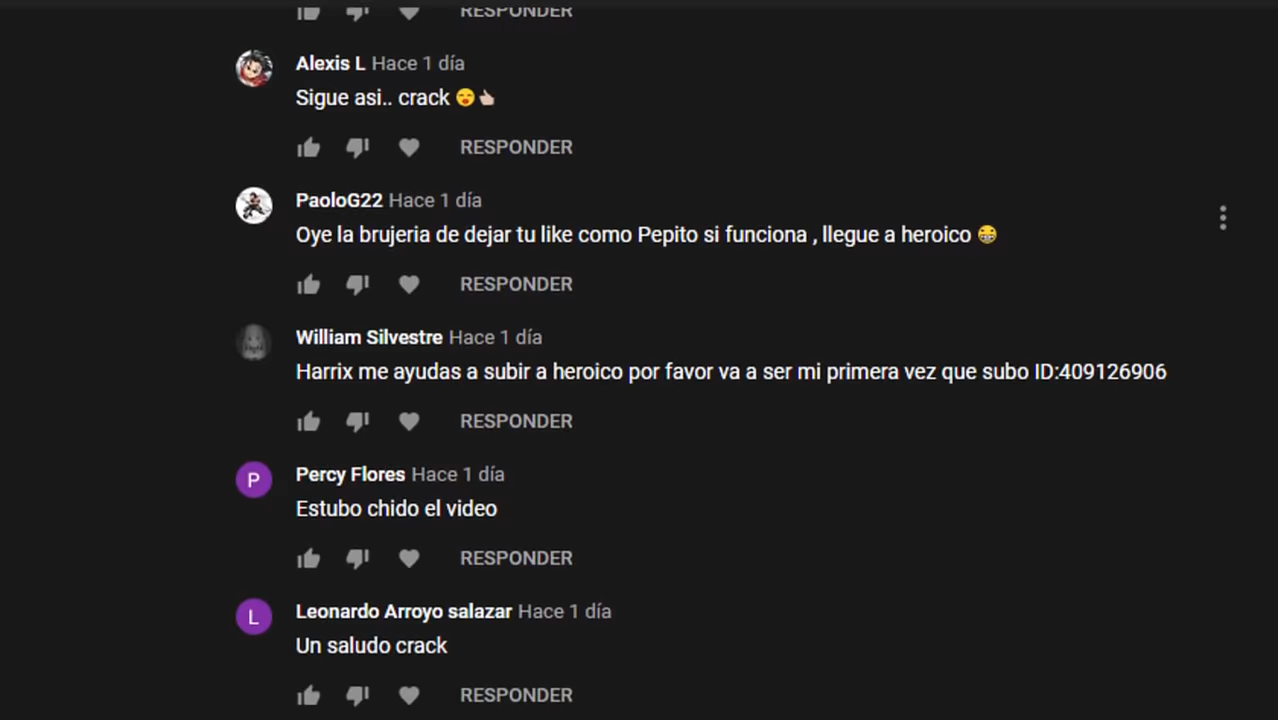 RESPONDER
Alexis L Hace 1 día
Sigue asi.. crack 😗👍🏻
RESPONDER
PaoloG22 Hace 1 día
Oye la brujeria de dejar tu like como Pepito si funciona , llegue a heroico 😁
RESPONDER
William Silvestre Hace 1 día
Harrix me ayudas a subir a heroico por favor va a ser mi primera vez que subo ID:409126906
RESPONDER
P
Percy Flores Hace 1 día
Estubo chido el video
RESPONDER
L
Leonardo Arroyo salazar Hace 1 día
Un saludo crack
RESPONDER